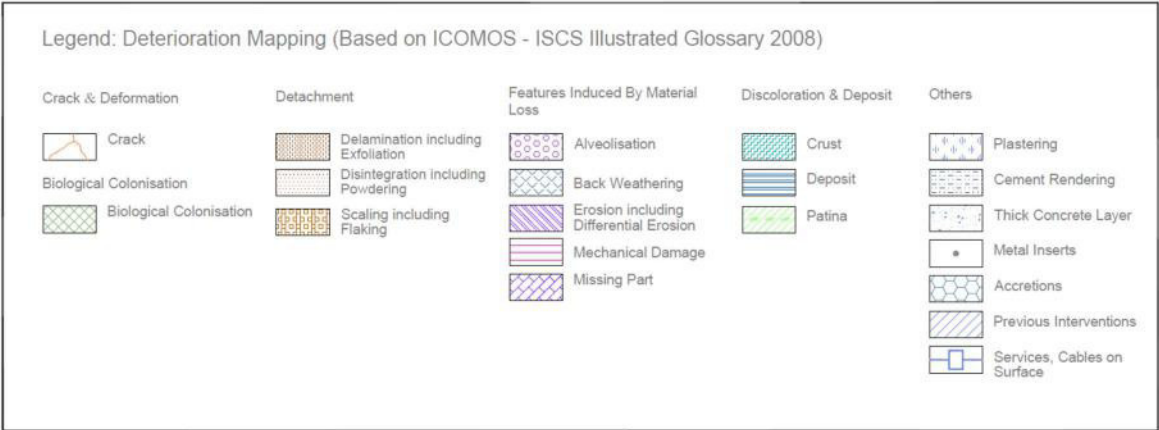 Legend: Deterioration Mapping (Based on ICOMOS - ISCS Illustrated Glossary 2008)
Crack & Deformation
Crack
Biological Colonisation
Biological Colonisation
Detachment
Delamination including
Exfoliation
Disintegration including
Powdering
Scaling including
Flaking
Features Induced By Material
Loss
Alveolisation
Back Weathering
Erosion including
Differential Erosion
Mechanical Damage
Missing Part
Discoloration & Deposit
Crust
Deposit
Patina
Others
Plastering
Cement Rendering
Thick Concrete Layer
Metal Inserts
Accretions
Previous Interventions
Services, Cables on
Surface